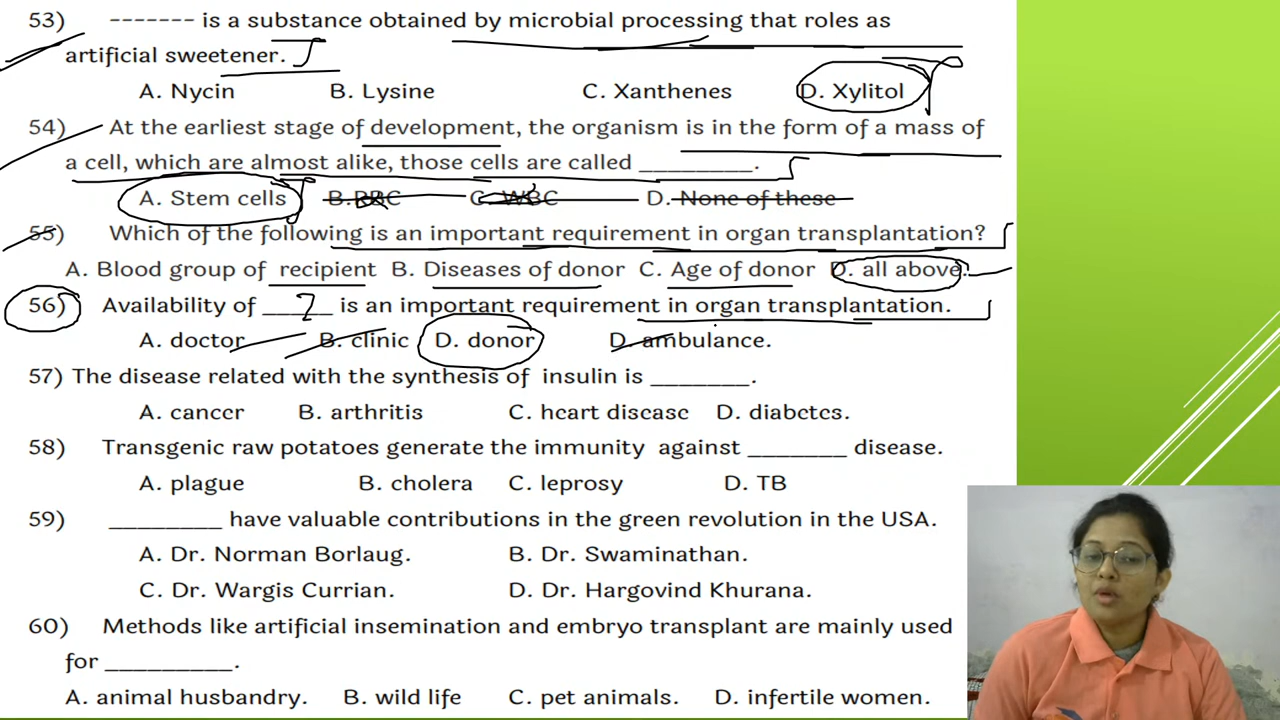 53) ------- is a substance obtained by microbial processing that roles as
artificial sweetener.
A. Nycin B. Lysine C. Xanthenes D. Xylitol
54) At the earliest stage of development, the organism is in the form of a mass of
a cell, which are almost alike, those cells are called _________.
A. Stem cells B. RBC C. WBC D. None of these
55) Which of the following is an important requirement in organ transplantation?
A. Blood group of recipient B. Diseases of donor C. Age of donor D. all above.
56) Availability of _____ is an important requirement in organ transplantation.
A. doctor B. clinic D. donor D. ambulance.
57) The disease related with the synthesis of insulin is _______.
A. cancer B. arthritis C. heart disease D. diabetes.
58) Transgenic raw potatoes generate the immunity against _______ disease.
A. plague B. cholera C. leprosy D. TB
59) ________ have valuable contributions in the green revolution in the USA.
A. Dr. Norman Borlaug. B. Dr. Swaminathan.
C. Dr. Wargis Currian. D. Dr. Hargovind Khurana.
60) Methods like artificial insemination and embryo transplant are mainly used
for _________.
A. animal husbandry. B. wild life C. pet animals. D. infertile women.